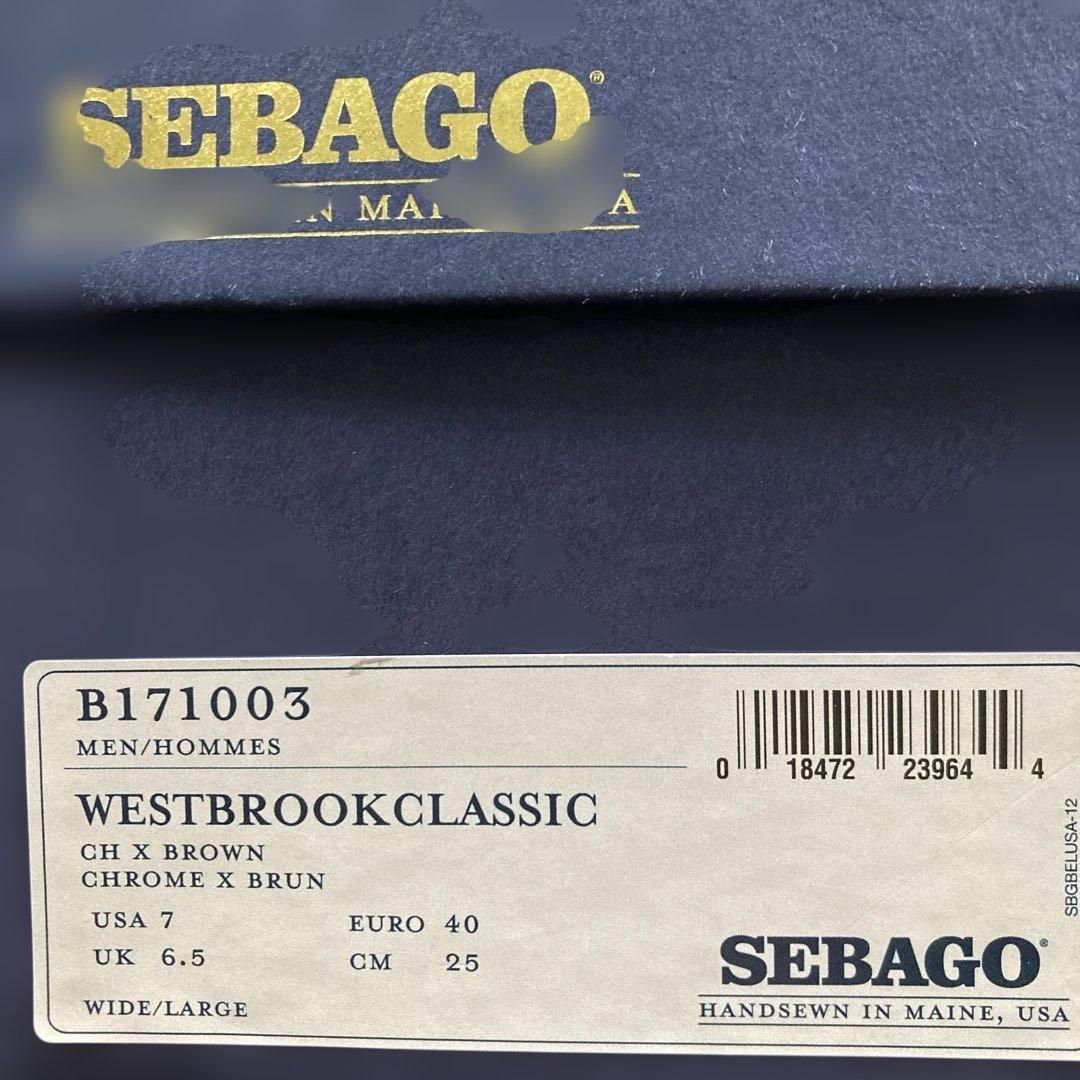 SEBAGO®
A
B171003
MEN/HOMMES
0 18472 23964 4
WESTBROOKCLASSIC
CH X BROWN
CHROME X BRUN
USA 7 EURO 40
UK 6.5 CM 25
WIDE/LARGE
SBGBELUSA-12
SEBAGO®
HANDSEWN IN MAINE, USA